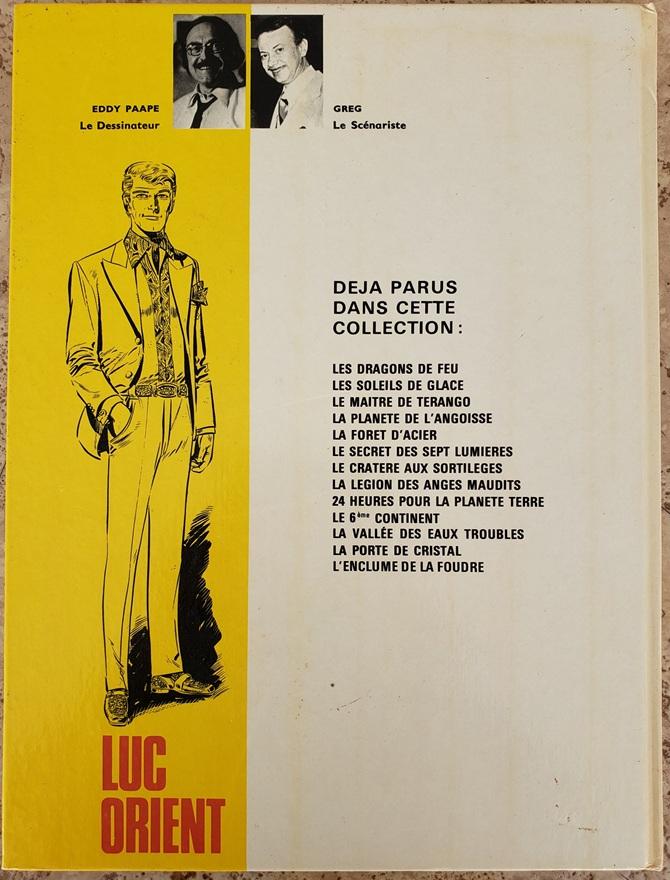 EDDY PAAPE
Le Dessinateur
GREG
Le Scénariste
DEJA PARUS
DANS CETTE
COLLECTION:
LES DRAGONS DE FEU
LES SOLEILS DE GLACE
LE MAITRE DE TERANGO
LA PLANETE DE L'ANGOISSE
LA FORET D'ACIER
LE SECRET DES SEPT LUMIERES
LE CRATERE AUX SORTILEGES
LA LEGION DES ANGES MAUDITS
24 HEURES POUR LA PLANETE TERRE
LE 6ème CONTINENT
LA VALLÉE DES EAUX TROUBLES
LA PORTE DE CRISTAL
L'ENCLUME DE LA FOUDRE
LUC
ORIENT